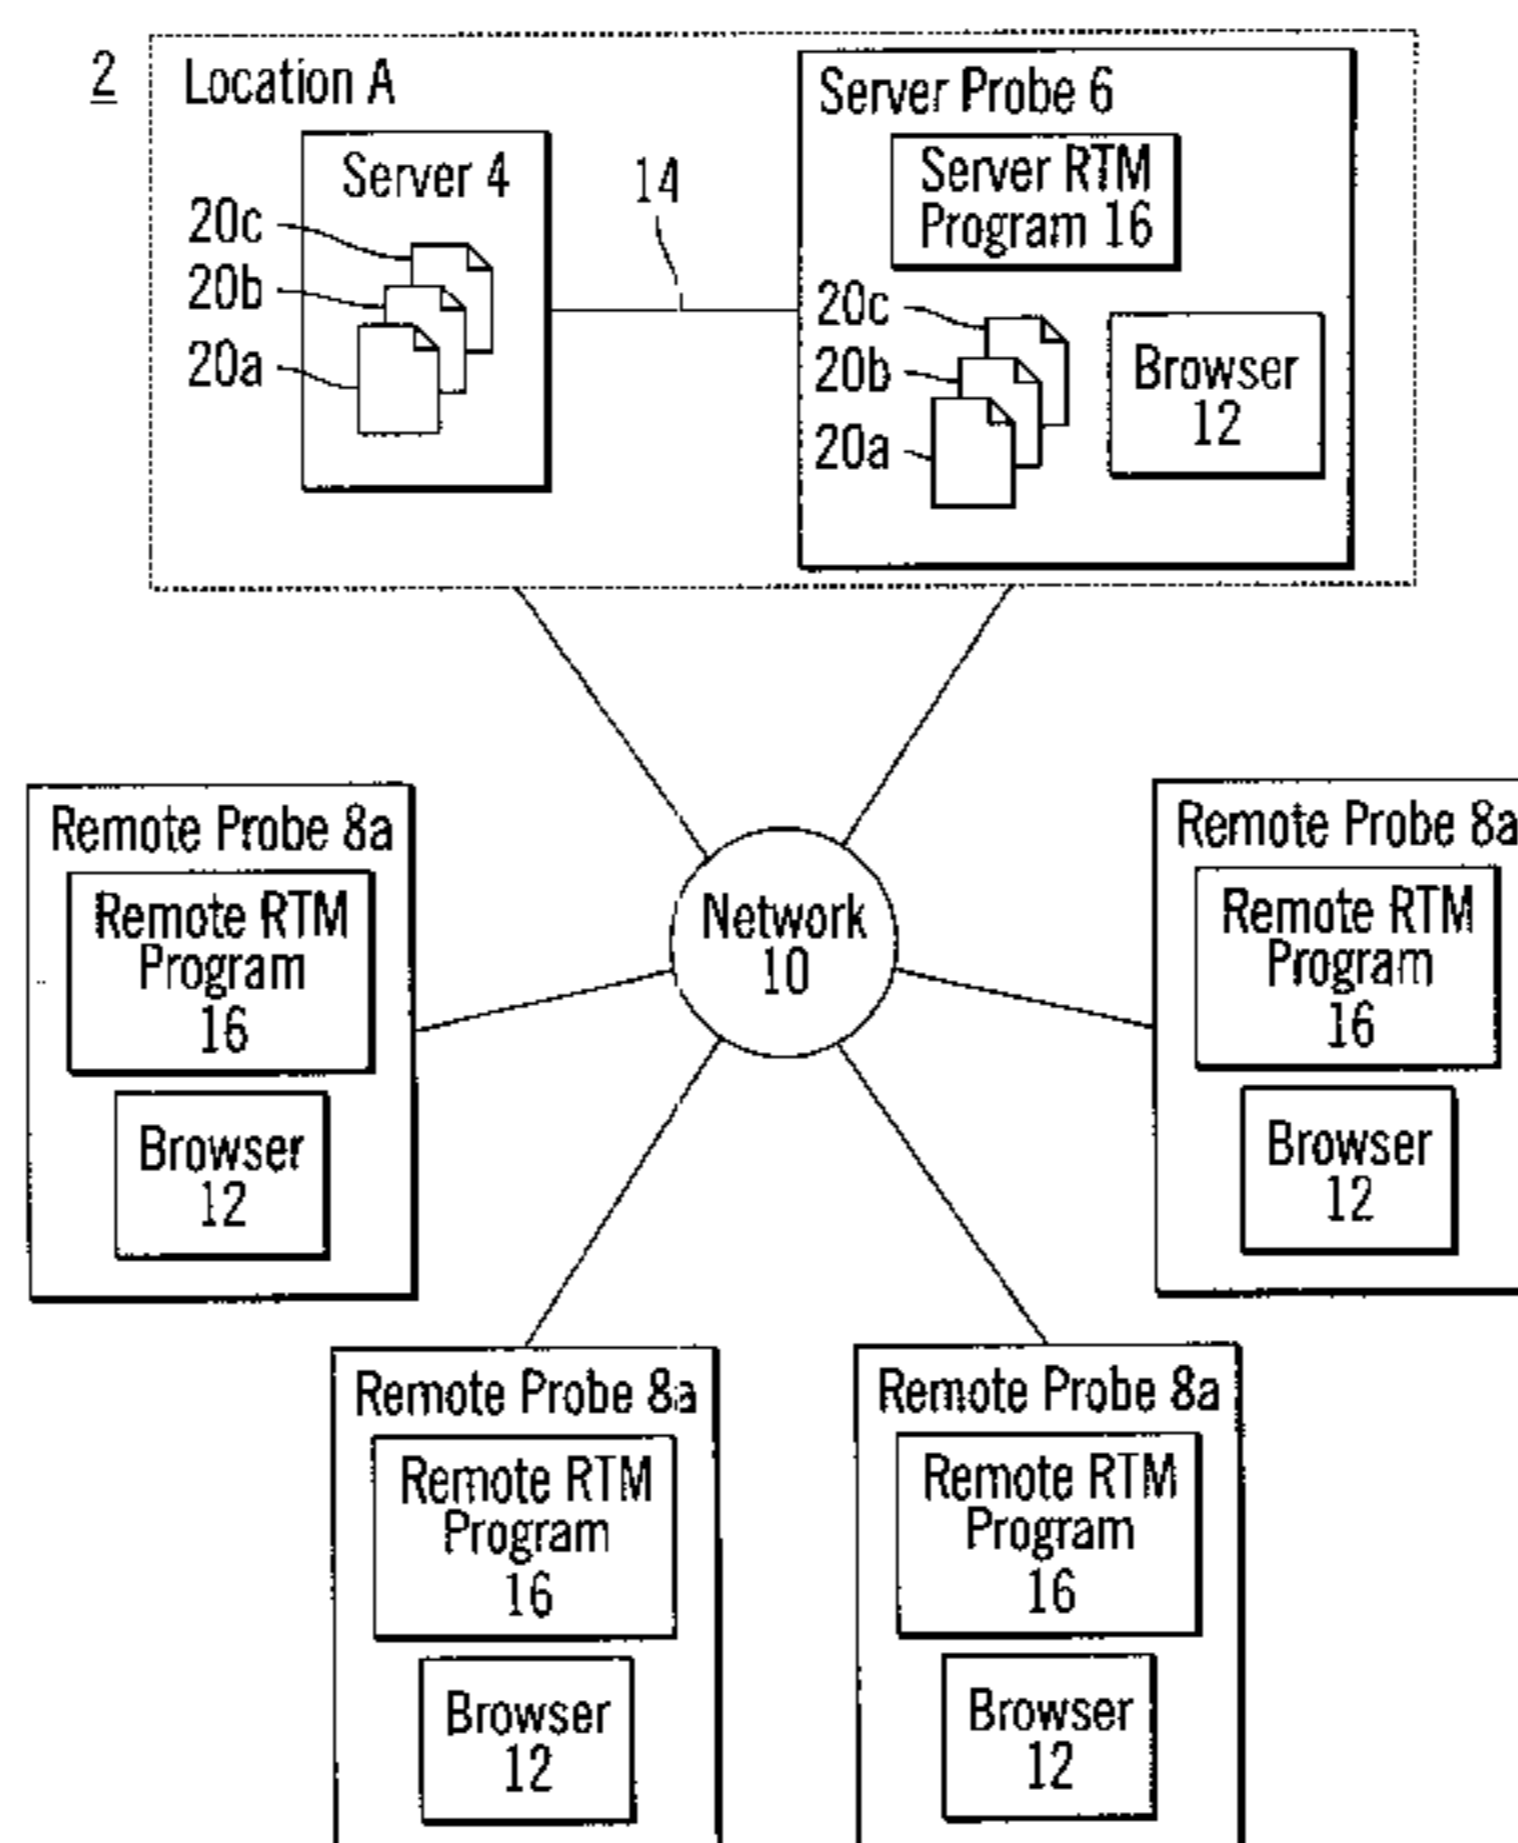 2
Location A
Server 4
20c
20b
20a
14
Server Probe 6
Server RTM
Program 16
20c
20b
20a
Browser
12
Network
10
Remote Probe 8a
Remote RTM
Program
16
Browser
12
Remote Probe 8a
Remote RTM
Program
16
Browser
12
Remote Probe 8a
Remote RTM
Program
16
Browser
12
Remote Probe 8a
Remote RTM
Program
16
Browser
12